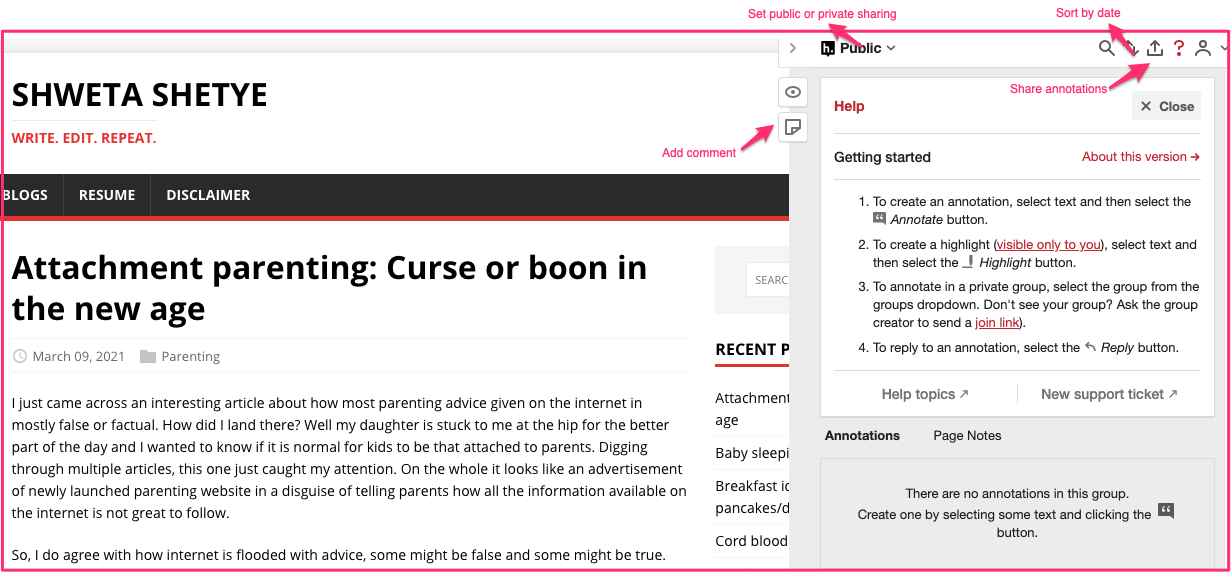 Set public or private sharing
Sort by date
h. Public
Share annotations
Add comment
SHWETA SHETYE
WRITE. EDIT. REPEAT.
BLOGS
RESUME
DISCLAIMER
Attachment parenting: Curse or boon in
the new age
March 09, 2021
Parenting
I just came across an interesting article about how most parenting advice given on the internet in
mostly false or factual. How did I land there? Well my daughter is stuck to me at the hip for the better
part of the day and I wanted to know if it is normal for kids to be that attached to parents. Digging
through multiple articles, this one just caught my attention. On the whole it looks like an advertisement
of newly launched parenting website in a disguise of telling parents how all the information available on
the internet is not great to follow.
So, I do agree with how internet is flooded with advice, some might be false and some might be true.
SEARC
RECENT P
Attachment
age
Baby sleepi
Breakfast id
pancakes/d
Cord blood
?
Help
Close
Getting started
About this version →
1. To create an annotation, select text and then select the
Annotate button.
2. To create a highlight (visible only to you), select text and
then select the Highlight button.
3. To annotate in a private group, select the group from the
groups dropdown. Don't see your group? Ask the group
creator to send a join link).
4. To reply to an annotation, select the Reply button.
Help topics ↗
New support ticket ↗
Annotations
Page Notes
There are no annotations in this group.
Create one by selecting some text and clicking the
button.